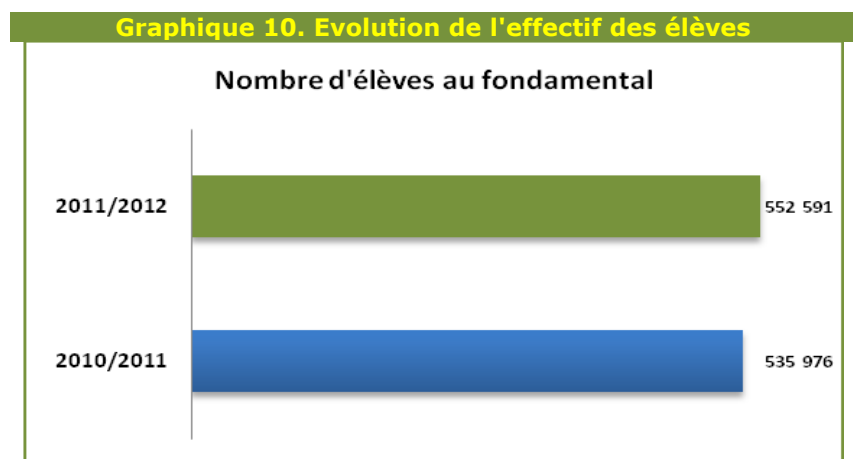 Graphique 10. Evolution de l'effectif des élèves
Nombre d'élèves au fondamental
2011/2012
552 591
2010/2011
535 976